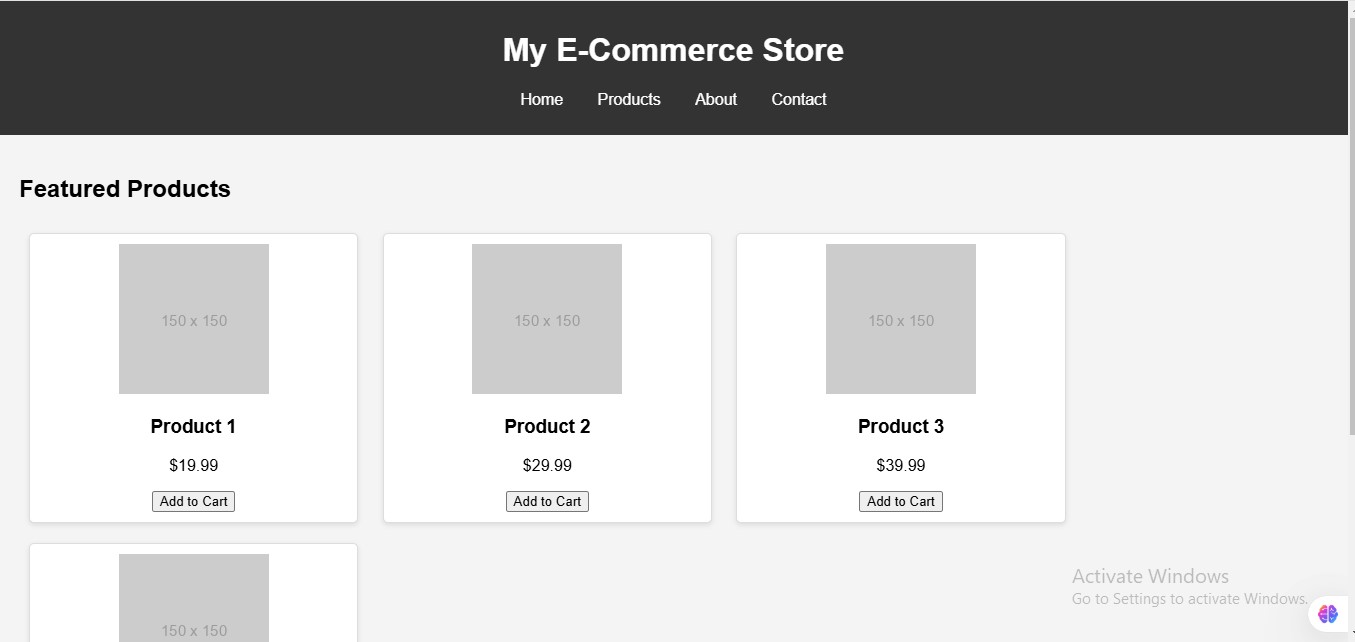 My E-Commerce Store
Home Products About Contact
Featured Products
150 x 150 150 x 150 150 x 150
Product 1 Product 2 Product 3
$19.99 $29.99 $39.99
Add to Cart Add to Cart Add to Cart
Activate Windows
Go to Settings to activate Windows.
150 x 150